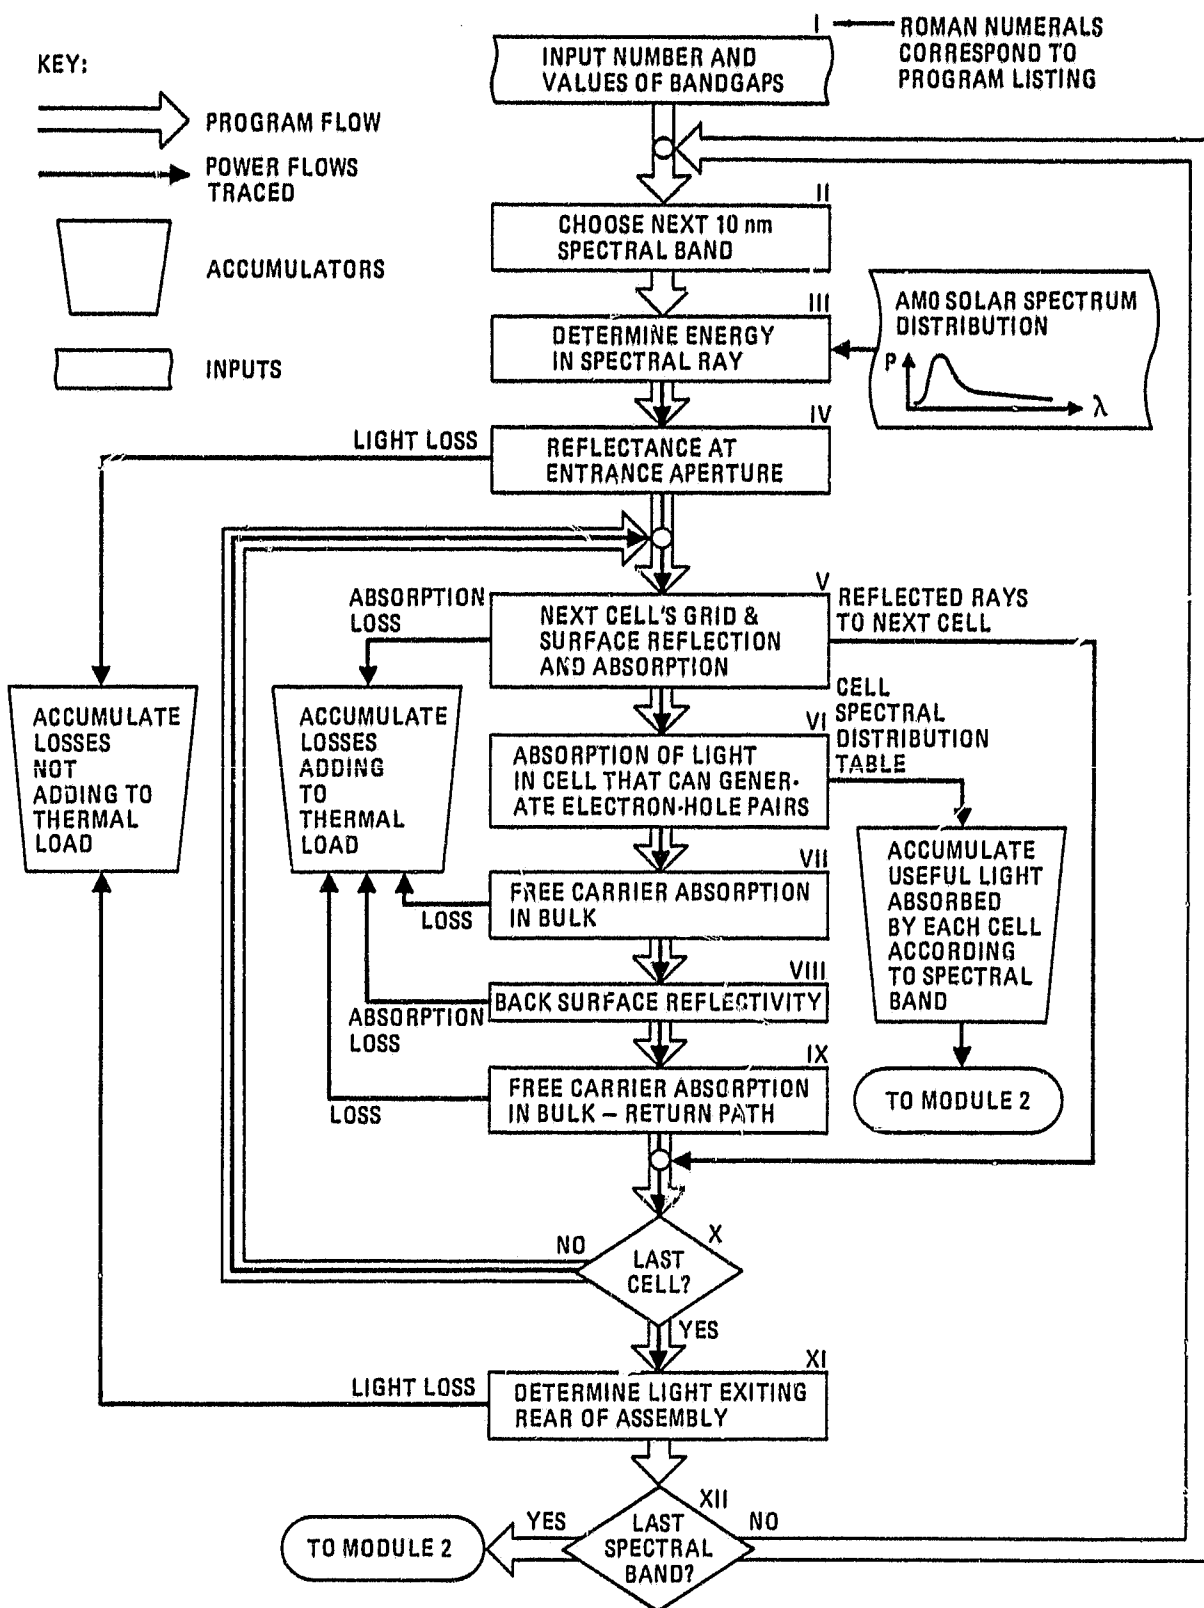 I
ROMAN NUMERALS
CORRESPOND TO
PROGRAM LISTING
KEY:
PROGRAM FLOW
POWER FLOWS
TRACED
ACCUMULATORS
INPUTS
INPUT NUMBER AND
VALUES OF BANDGAPS
II
CHOOSE NEXT 10 nm
SPECTRAL BAND
III
DETERMINE ENERGY
IN SPECTRAL RAY
AMO SOLAR SPECTRUM
DISTRIBUTION
P
λ
IV
LIGHT LOSS
REFLECTANCE AT
ENTRANCE APERTURE
V
ABSORPTION
LOSS
NEXT CELL'S GRID &
SURFACE REFLECTION
AND ABSORPTION
REFLECTED RAYS
TO NEXT CELL
ACCUMULATE
LOSSES
NOT
ADDING TO
THERMAL
LOAD
ACCUMULATE
LOSSES
ADDING
TO
THERMAL
LOAD
VI
ABSORPTION OF LIGHT
IN CELL THAT CAN GENER-
ATE ELECTRON-HOLE PAIRS
CELL
SPECTRAL
DISTRIBUTION
TABLE
VII
FREE CARRIER ABSORPTION
IN BULK
LOSS
ACCUMULATE
USEFUL LIGHT
ABSORBED
BY EACH CELL
ACCORDING
TO SPECTRAL
BAND
VIII
BACK SURFACE REFLECTIVITY
ABSORPTION
LOSS
IX
FREE CARRIER ABSORPTION
IN BULK – RETURN PATH
LOSS
TO MODULE 2
X
NO
LAST
CELL?
YES
XI
LIGHT LOSS
DETERMINE LIGHT EXITING
REAR OF ASSEMBLY
XII
YES
LAST
SPECTRAL
BAND?
NO
TO MODULE 2